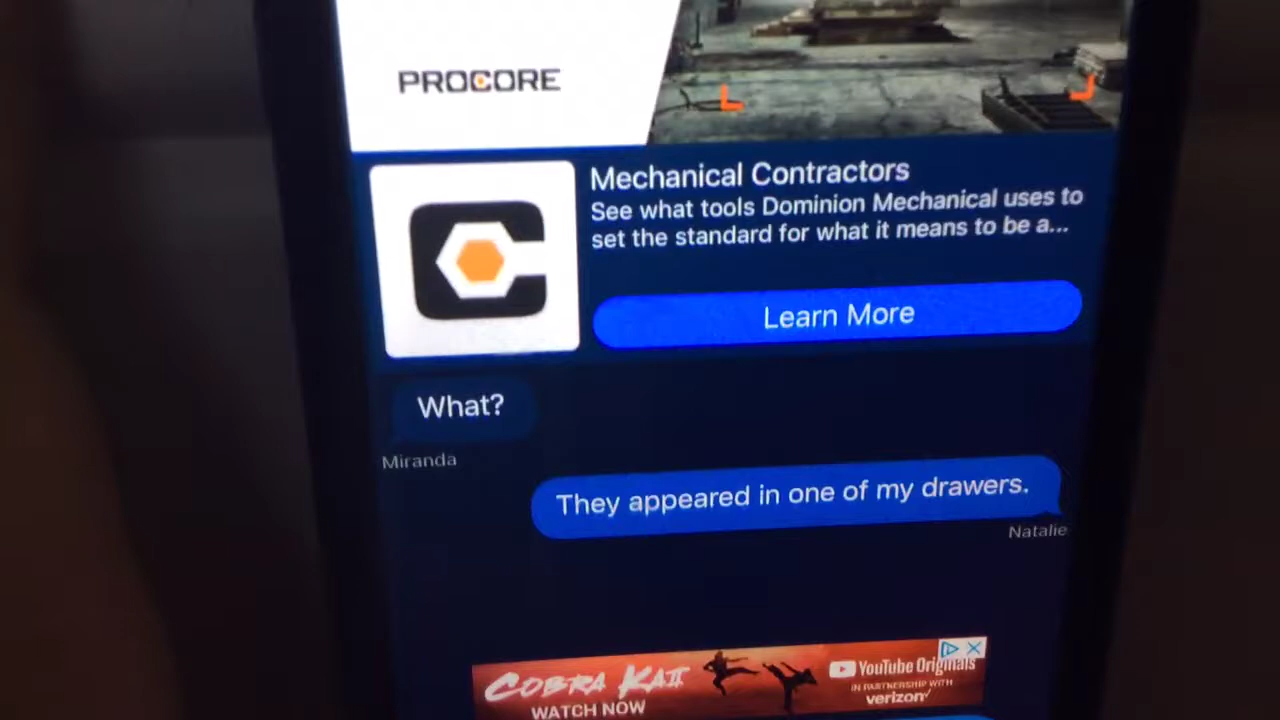 PROCORE
Mechanical Contractors
See what tools Dominion Mechanical uses to
set the standard for what it means to be a...
Learn More
What?
Miranda
They appeared in one of my drawers.
Natalie
COBRA KAI II
WATCH NOW
YouTube Originals
IN PARTNERSHIP WITH
verizon